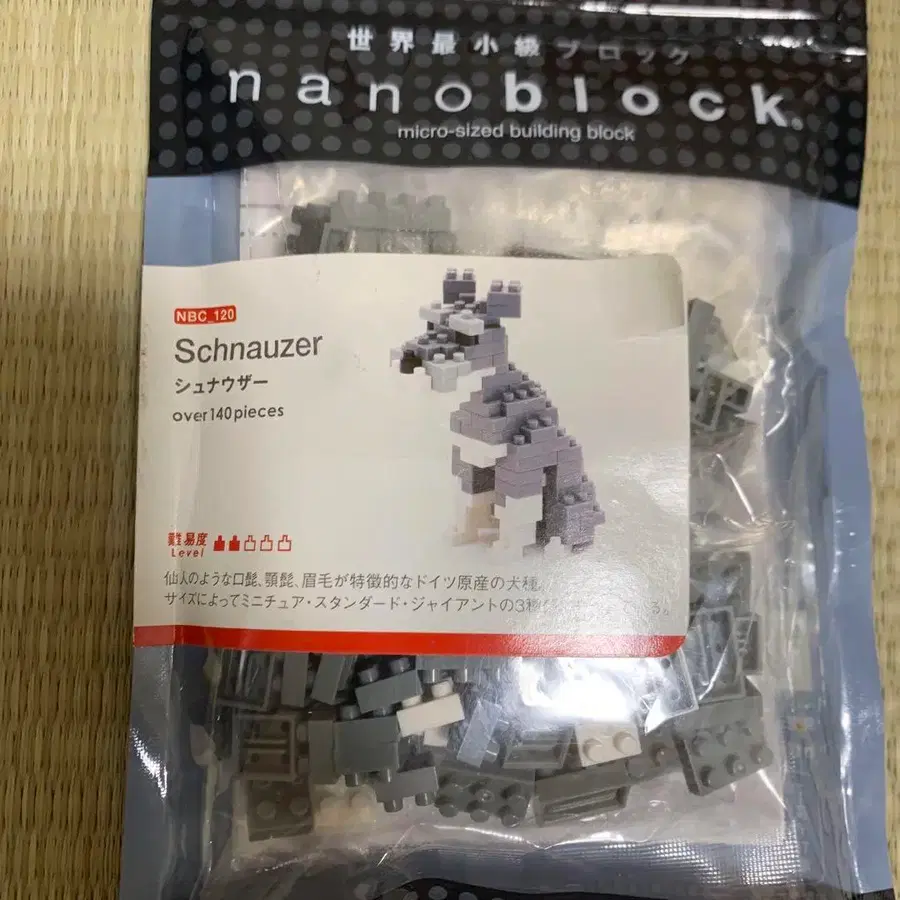 世界最小級ブロック
nanoblock®
micro-sized building block
NBC_120
Schnauzer
シュナウザー
over140pieces
難易度
Level
仙人のような口髭、顎髭、眉毛が特徴的なドイツ原産の犬種。
サイズによってミニチュア・スタンダード・ジャイアントの3種
る。